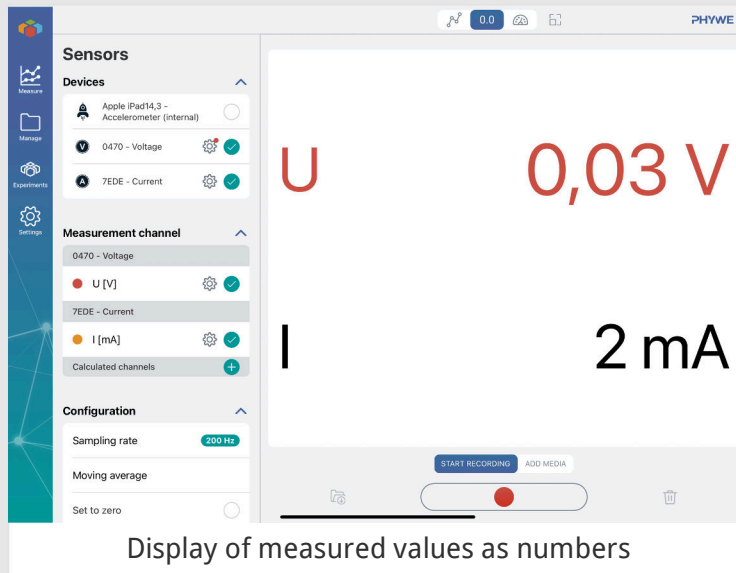 0.0
PHYWE
Measure
Manage
Experiments
Settings
Sensors
Devices
Apple iPad14,3 -
Accelerometer (internal)
V 0470 - Voltage
A 7EDE - Current
Measurement channel
0470 - Voltage
U [V]
7EDE - Current
I [mA]
Calculated channels
Configuration
Sampling rate 200 Hz
Moving average
Set to zero
U 0,03 V
I 2 mA
START RECORDING ADD MEDIA
Display of measured values as numbers